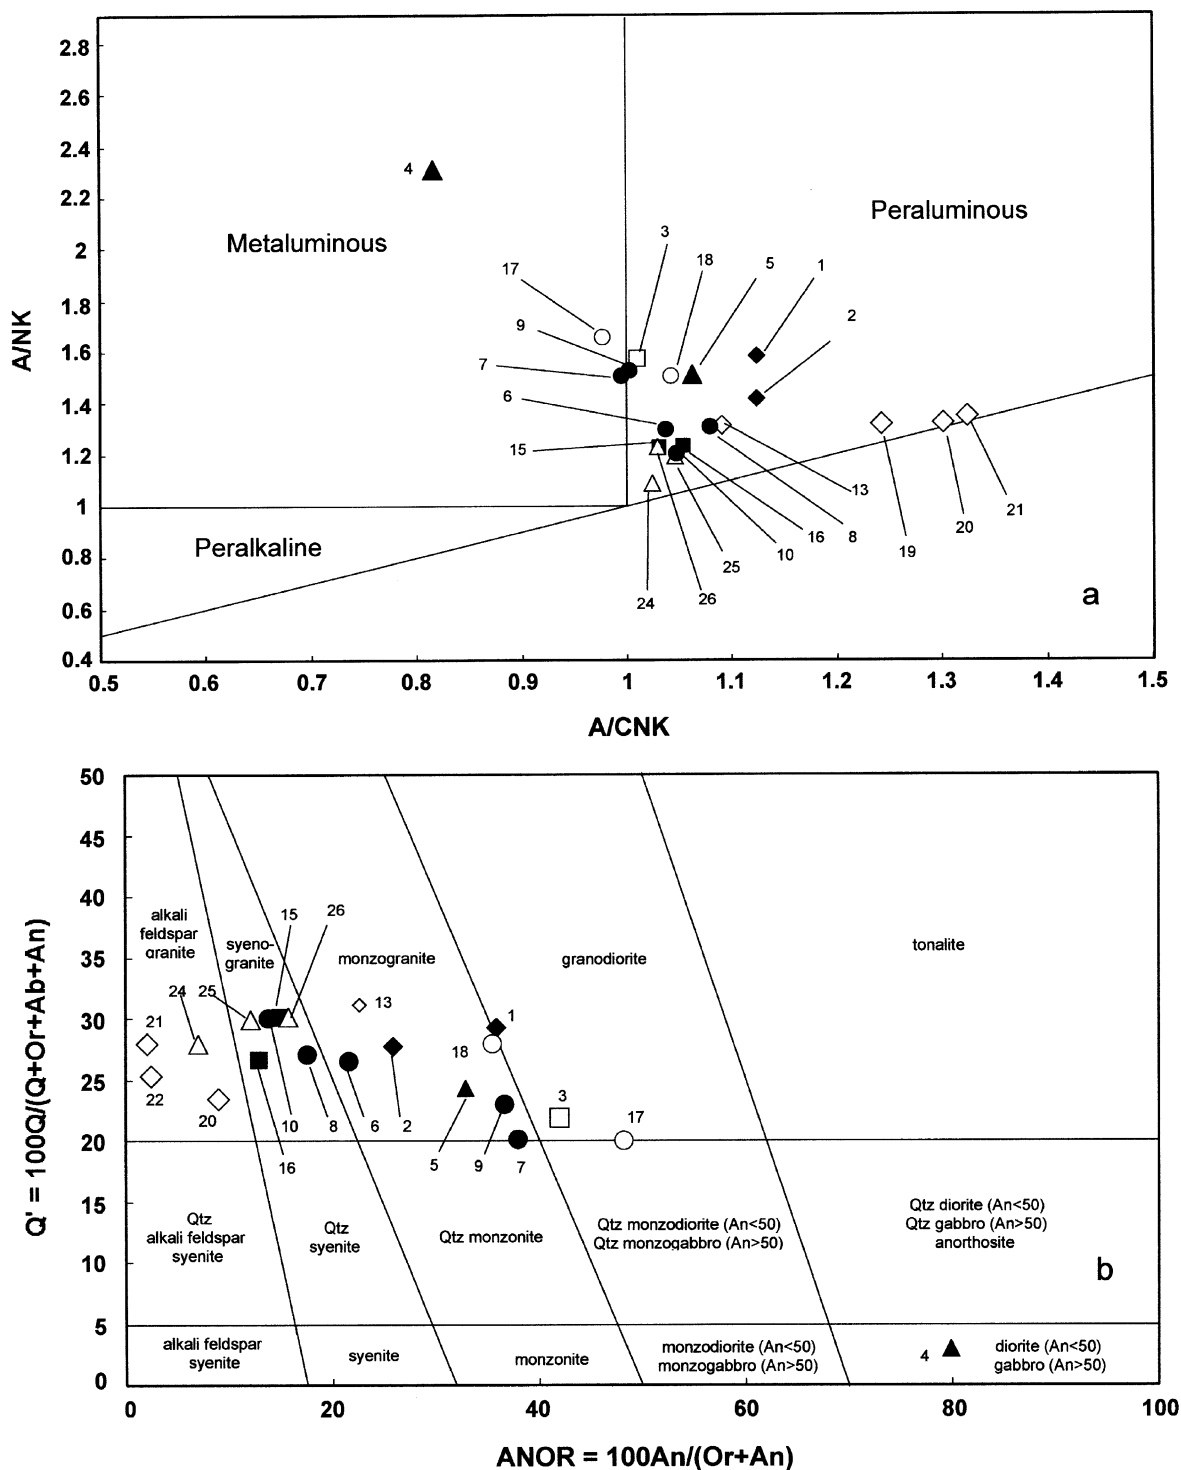 2.8
2.6
2.4
2.2
2
1.8
1.6
1.4
1.2
1
0.8
0.6
0.4
A/NK
4
Metaluminous
Peraluminous
3
17
18
5
1
9
2
7
6
15
13
21
20
19
8
16
10
25
26
24
Peralkaline
a
0.5 0.6 0.7 0.8 0.9 1 1.1 1.2 1.3 1.4 1.5
A/CNK
50
45
40
35
30
25
20
15
10
5
0
Q' = 100Q/(Q+Or+Ab+An)
alkali
feldspar
granite
syeno-
granite
monzogranite
granodiorite
tonalite
15 26
24 25
13
21
1
18
22
20
3
17
10 8 6 2
16
5 9 7
Qtz
alkali feldspar
syenite
Qtz
syenite
Qtz monzonite
Qtz monzodiorite (An<50)
Qtz monzogabbro (An>50)
Qtz diorite (An<50)
Qtz gabbro (An>50)
anorthosite
b
alkali feldspar
syenite
syenite
monzonite
monzodiorite (An<50)
monzogabbro (An>50)
4
diorite (An<50)
gabbro (An>50)
0 20 40 60 80 100
ANOR = 100An/(Or+An)